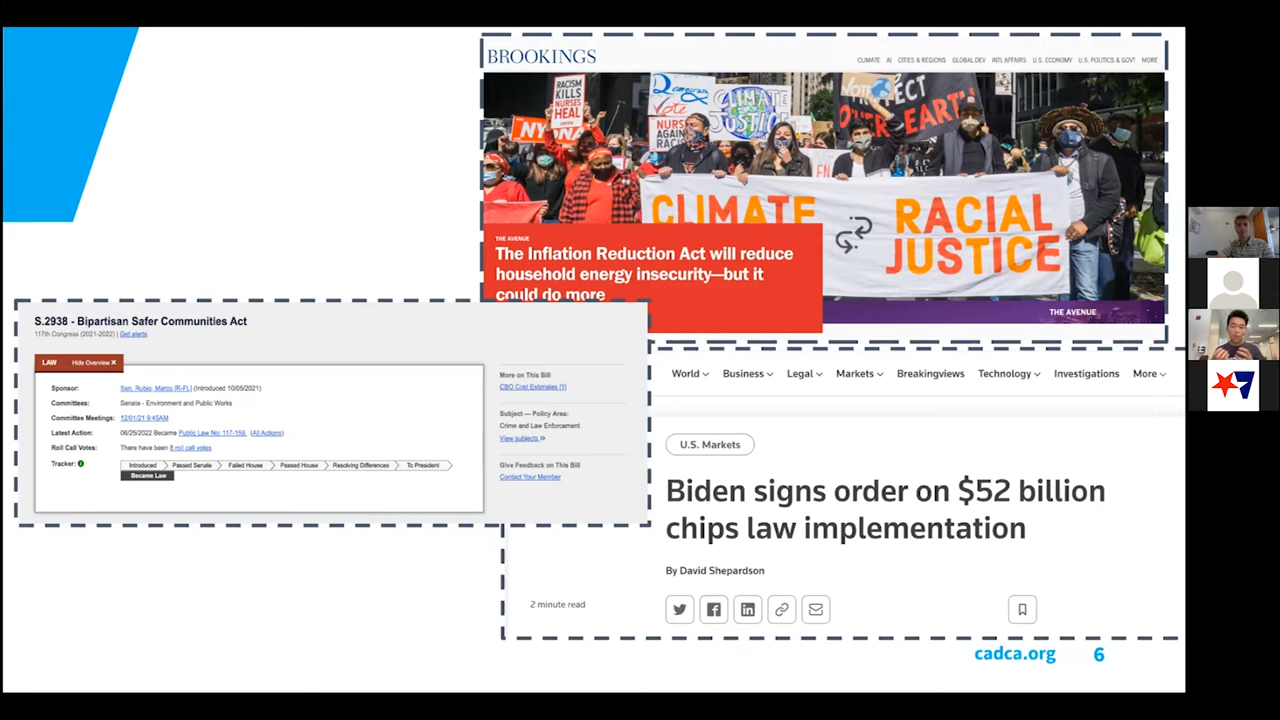 BROOKINGS
CLIMATE AI CITIES & REGIONS GLOBAL DEV INTL AFFAIRS U.S. ECONOMY U.S. POLITICS & GOVT MORE
RACISM
KILLS
NURSES
HEAL
Vote
CLIMATE
JUSTICE
NURSES
AGAINST
RACISM
CLIMATE
RACIAL
JUSTICE
THE AVENUE
The Inflation Reduction Act will reduce
household energy insecurity—but it
could do more
THE AVENUE
S.2938 - Bipartisan Safer Communities Act
117th Congress (2021-2022) | Get alerts
LAW Hide Overview X
Sponsor: Sen. Rubio, Marco [R-FL] (Introduced 10/05/2021)
Committees: Senate - Environment and Public Works
Committee Meetings: 12/01/21 9:45AM
Latest Action: 06/25/2022 Became Public Law No: 117-159. (All Actions)
Roll Call Votes: There have been 8 roll call votes
Tracker:
Introduced Passed Senate Failed House Passed House Resolving Differences To President
Became Law
More on This Bill
CBO Cost Estimates [1]
Subject — Policy Area:
Crime and Law Enforcement
View subjects »
Give Feedback on This Bill
Contact Your Member
World Business Legal Markets Breakingviews Technology Investigations More
U.S. Markets
Biden signs order on $52 billion
chips law implementation
By David Shepardson
2 minute read
cadca.org 6